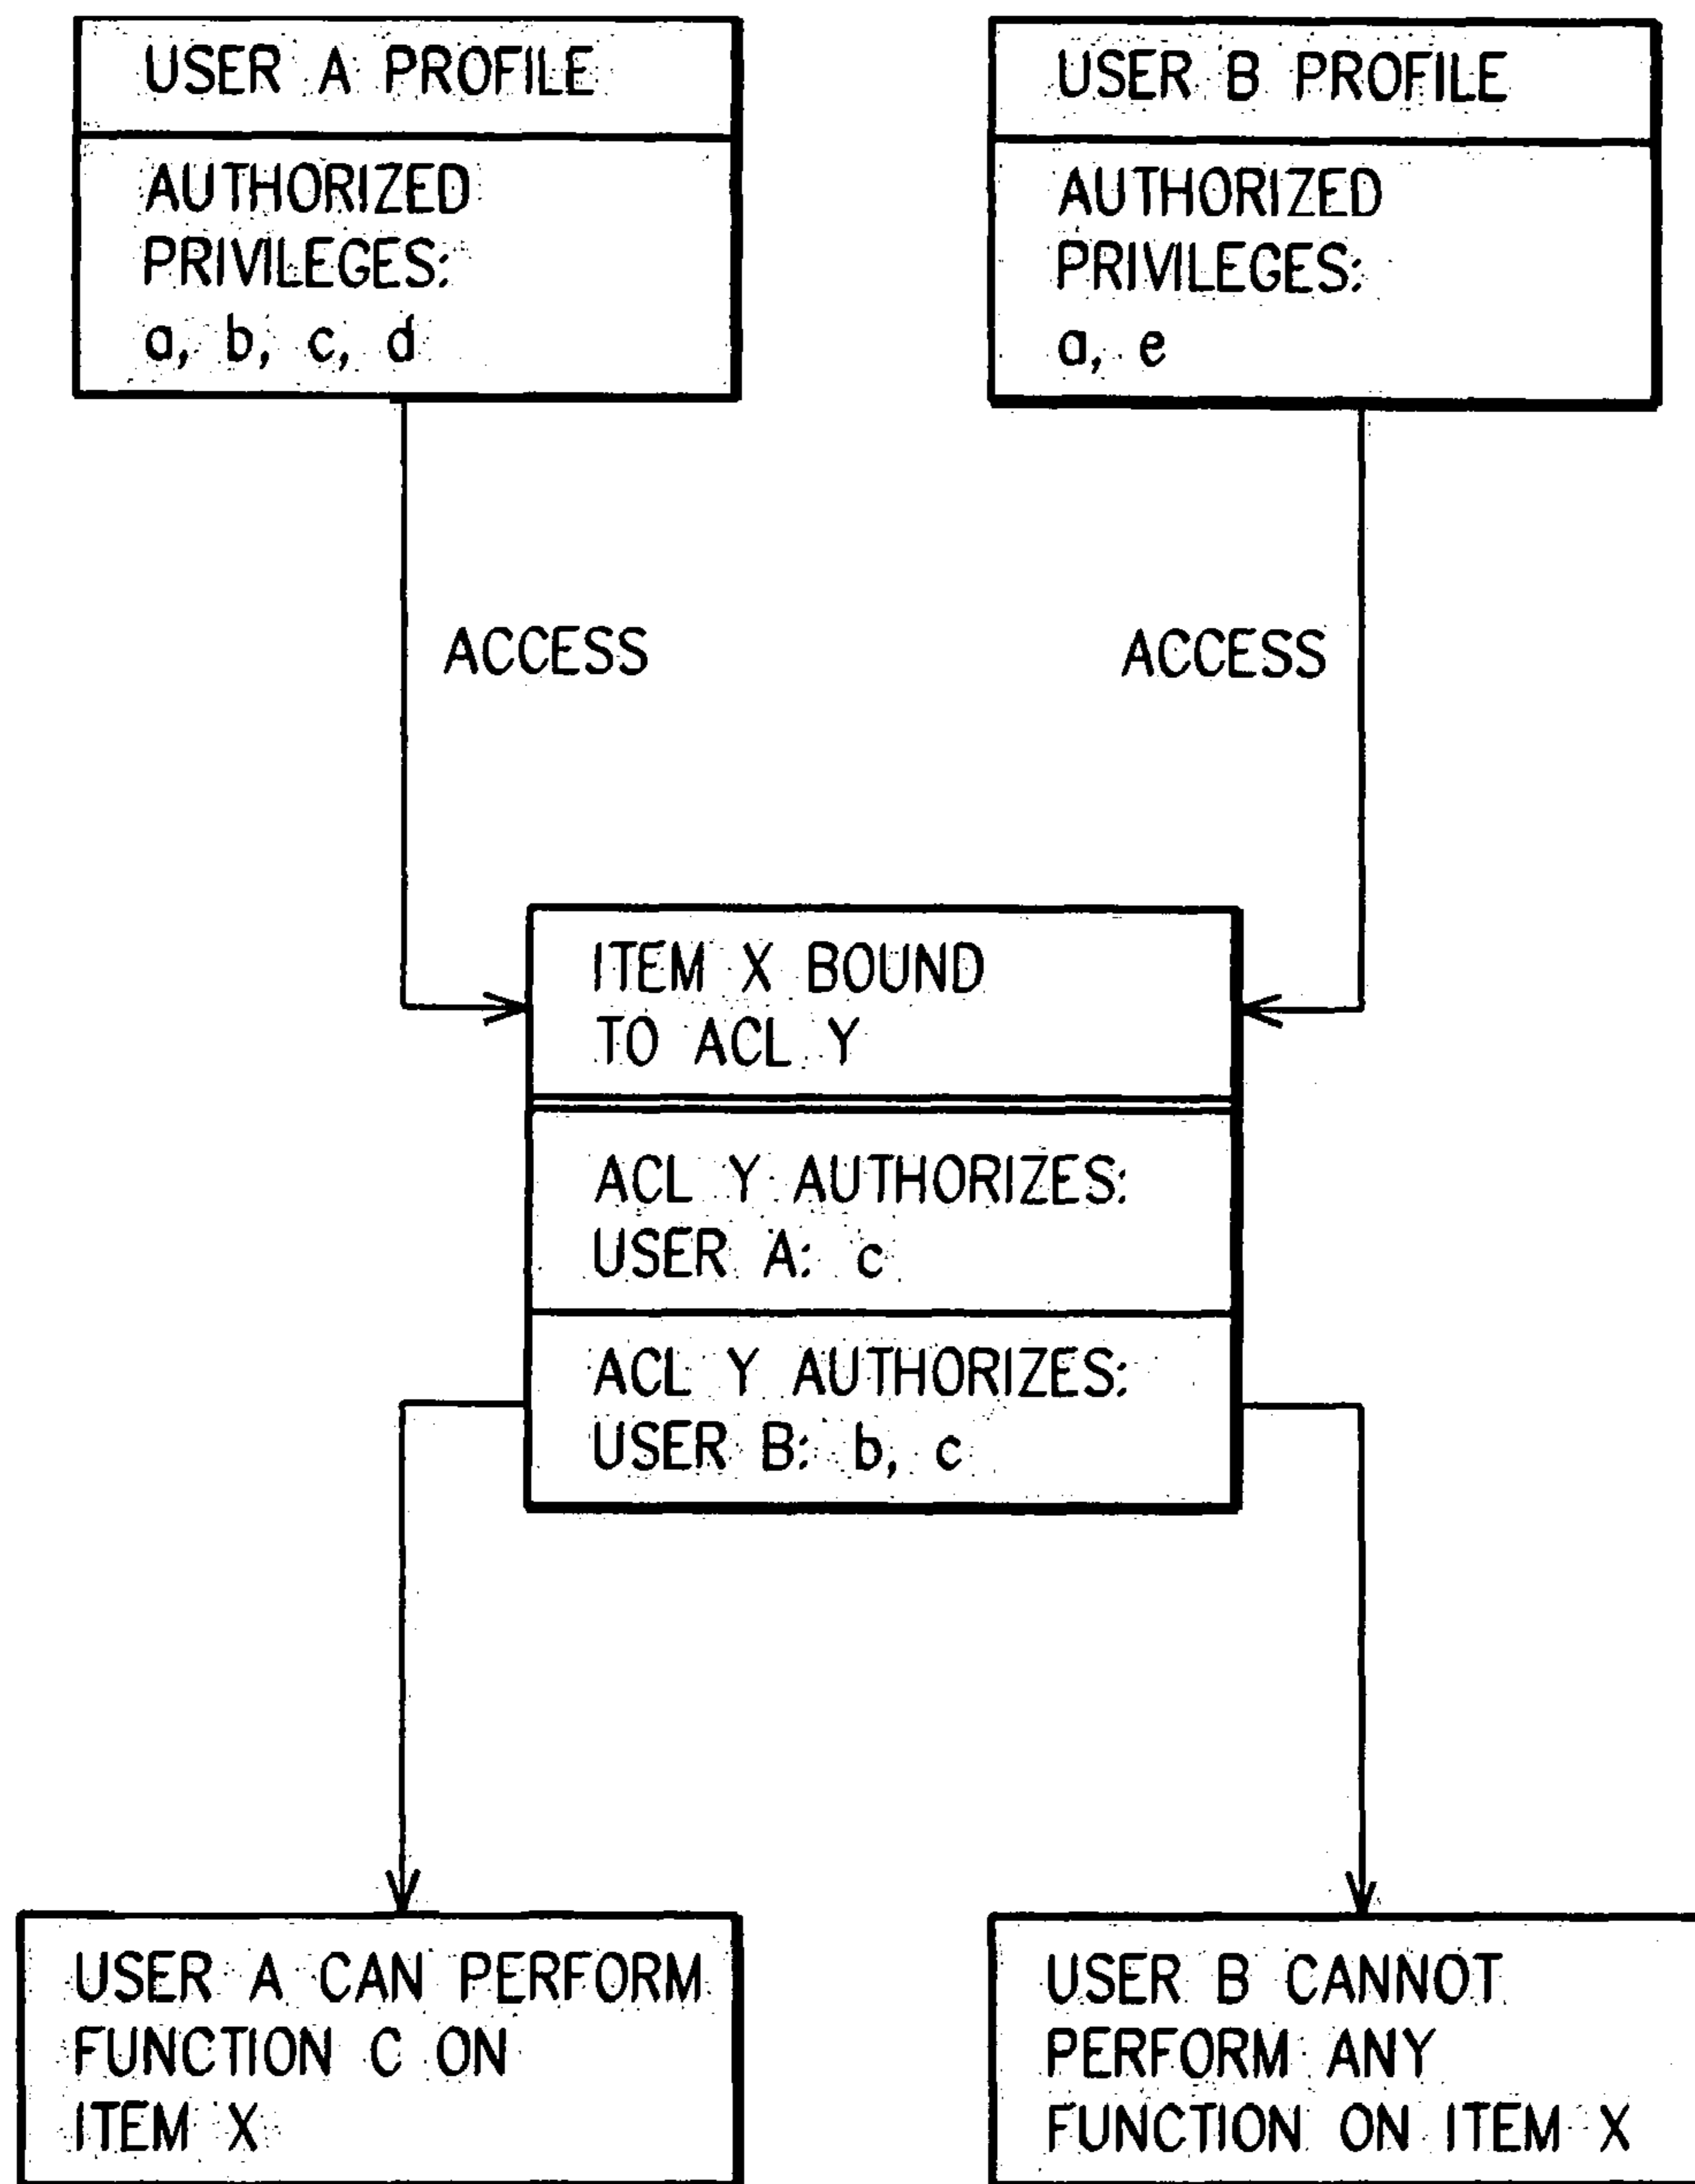 USER A PROFILE
AUTHORIZED
PRIVILEGES:
a, b, c, d
USER B PROFILE
AUTHORIZED
PRIVILEGES:
a, e
ACCESS
ACCESS
ITEM X BOUND
TO ACL Y
ACL Y AUTHORIZES:
USER A: c
ACL Y AUTHORIZES:
USER B: b, c
USER A CAN PERFORM
FUNCTION C ON
ITEM X
USER B CANNOT
PERFORM ANY
FUNCTION ON ITEM X